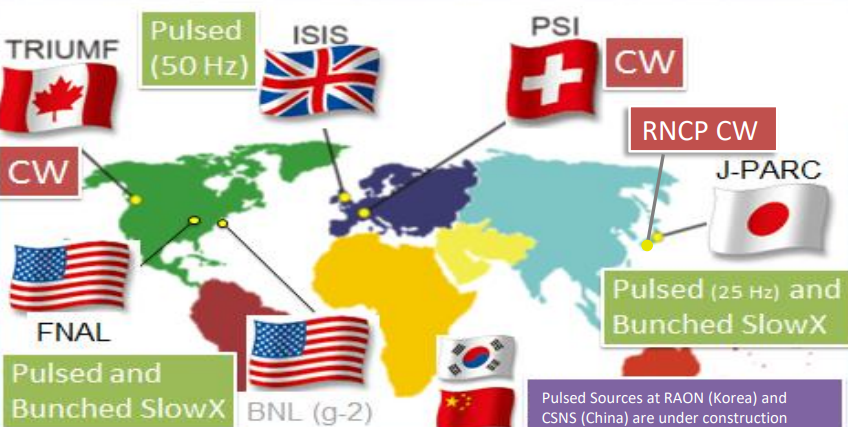 TRIUMF
Pulsed
(50 Hz)
ISIS
PSI
CW
RNCP CW
J-PARC
CW
FNAL
Pulsed and
Bunched SlowX
BNL (g-2)
Pulsed (25 Hz) and
Bunched SlowX
Pulsed Sources at RAON (Korea) and
CSNS (China) are under construction